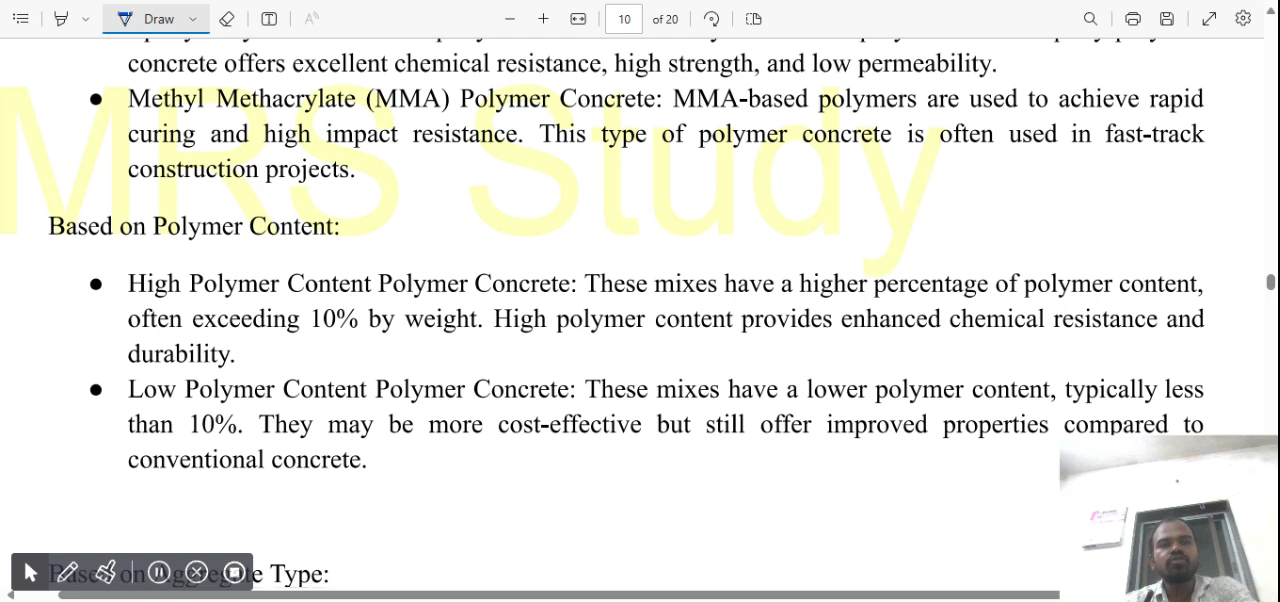 Draw
10 of 20
concrete offers excellent chemical resistance, high strength, and low permeability.
● Methyl Methacrylate (MMA) Polymer Concrete: MMA-based polymers are used to achieve rapid
curing and high impact resistance. This type of polymer concrete is often used in fast-track
construction projects.
MRS Study
Based on Polymer Content:
● High Polymer Content Polymer Concrete: These mixes have a higher percentage of polymer content,
often exceeding 10% by weight. High polymer content provides enhanced chemical resistance and
durability.
● Low Polymer Content Polymer Concrete: These mixes have a lower polymer content, typically less
than 10%. They may be more cost-effective but still offer improved properties compared to
conventional concrete.
Based on Aggregate Type: